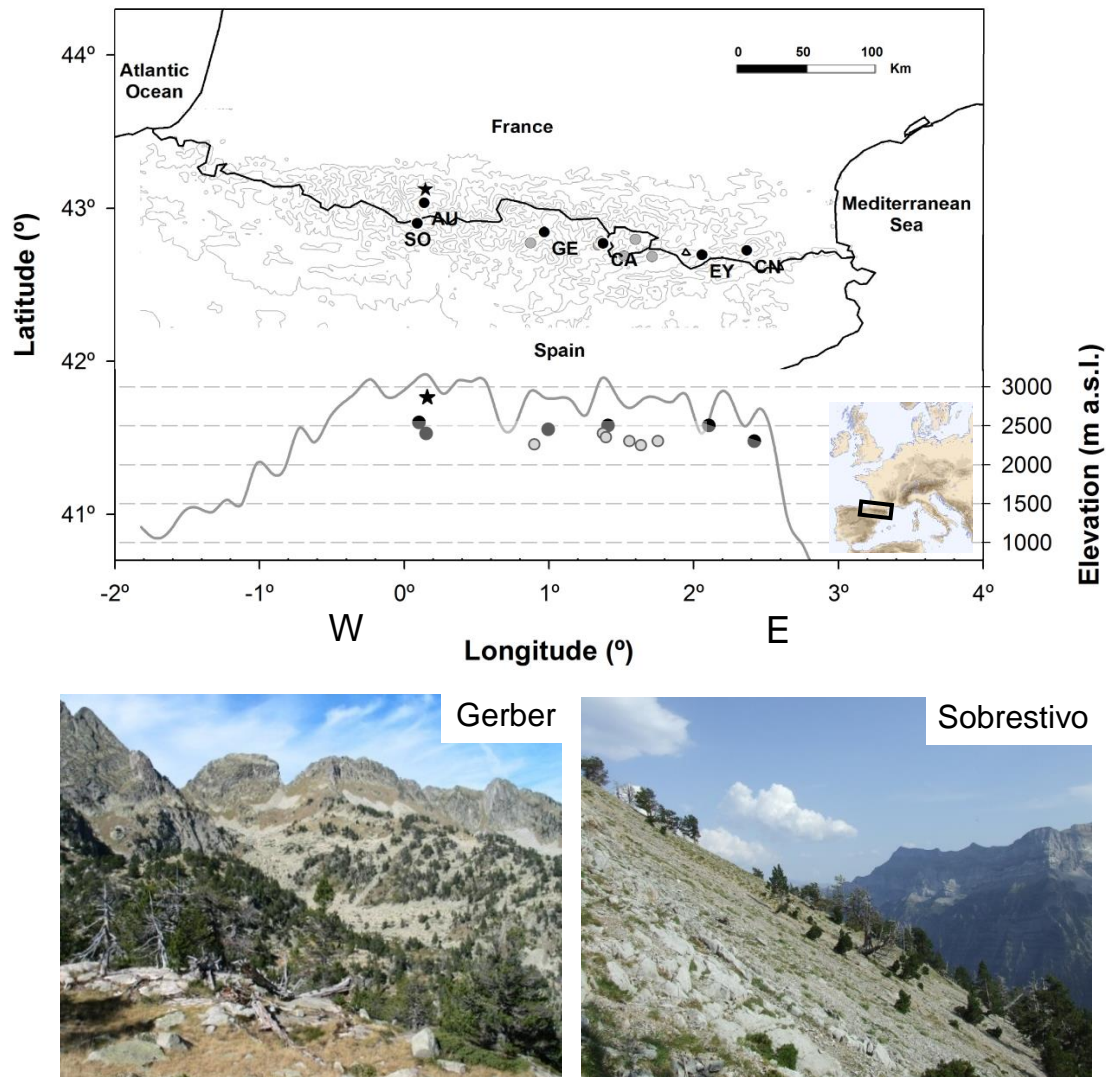 44º
43º
42º
41º
Latitude (º)
Atlantic
Ocean
France
0 50 100
Km
Mediterranean
Sea
AU
SO
GE
CA
EY
CN
Spain
3000
2500
2000
1500
1000
Elevation (m a.s.l.)
-2º -1º 0º 1º 2º 3º 4º
W E
Longitude (º)
Gerber
Sobrestivo